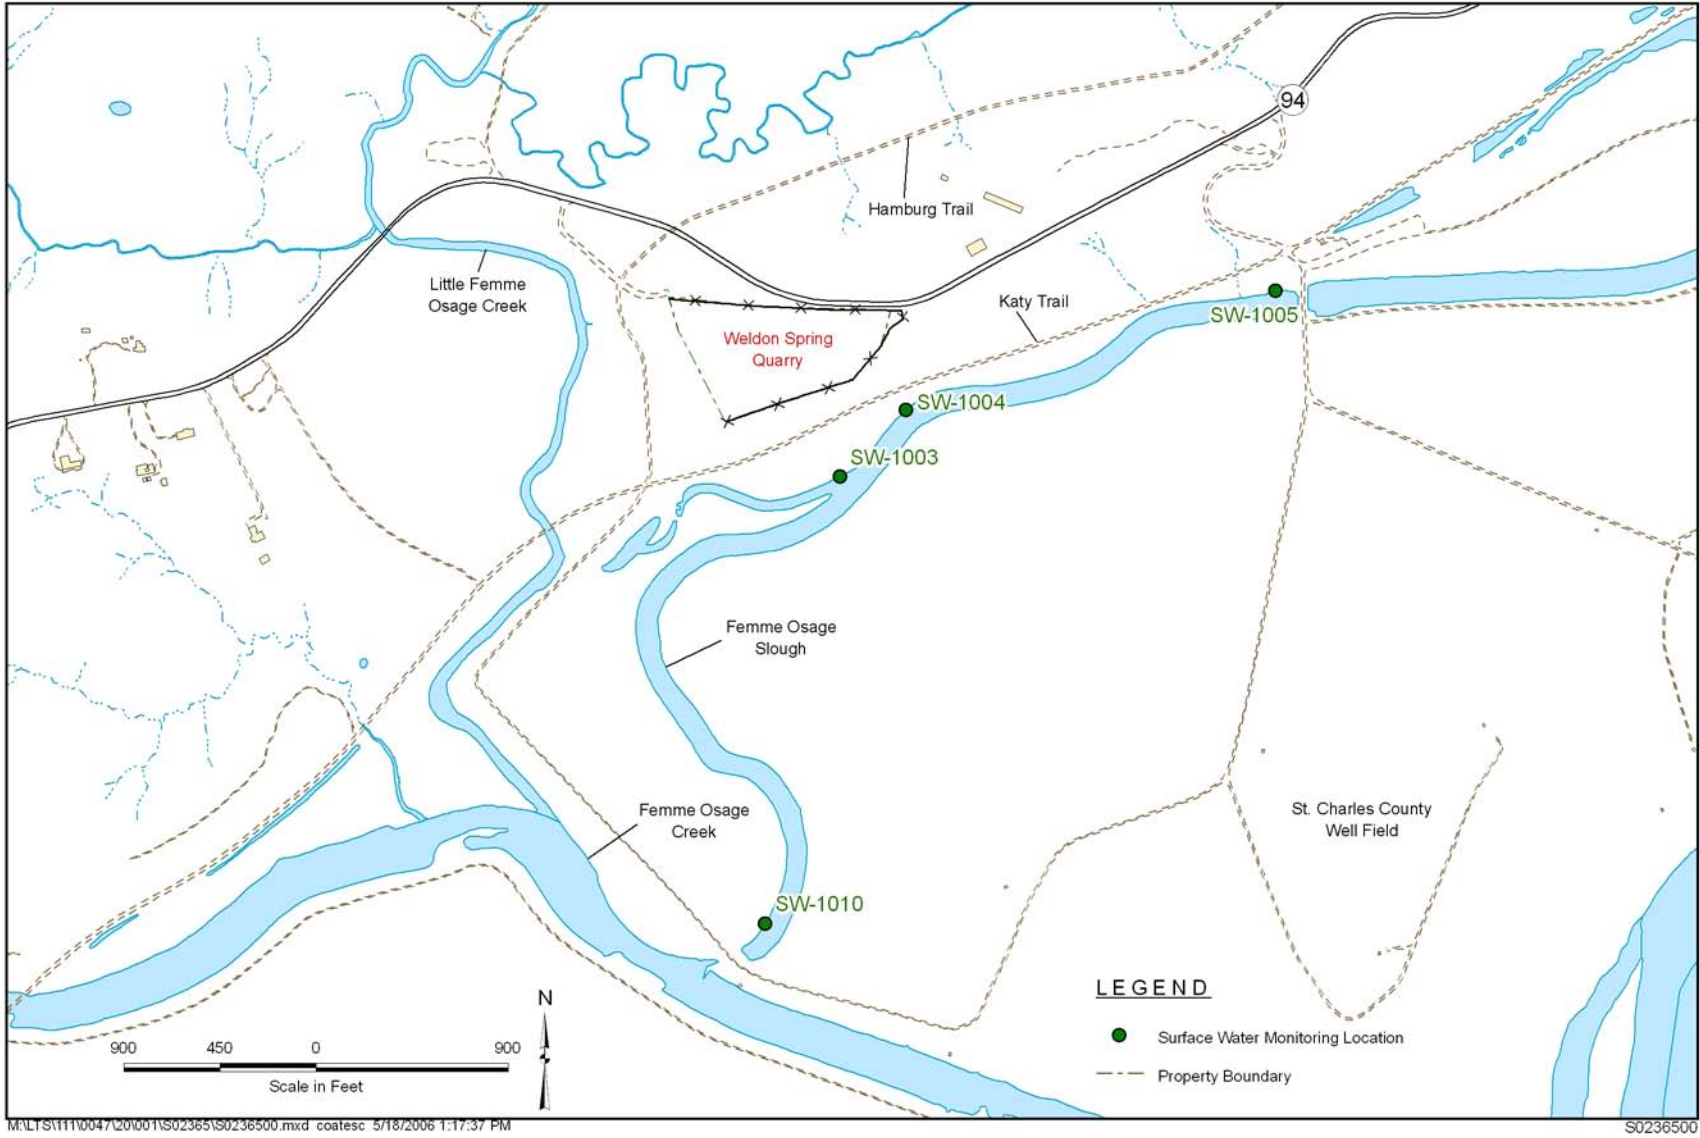 94
Hamburg Trail
Little Femme
Osage Creek
Katy Trail
SW-1005
Weldon Spring
Quarry
SW-1004
SW-1003
Femme Osage
Slough
Femme Osage
Creek
St. Charles County
Well Field
SW-1010
LEGEND
Surface Water Monitoring Location
Property Boundary
N
900 450 0 900
Scale in Feet
M:\LTS\111\0047\20\001\S02365\S0236500.mxd coatesc 5/18/2006 1:17:37 PM
S0236500